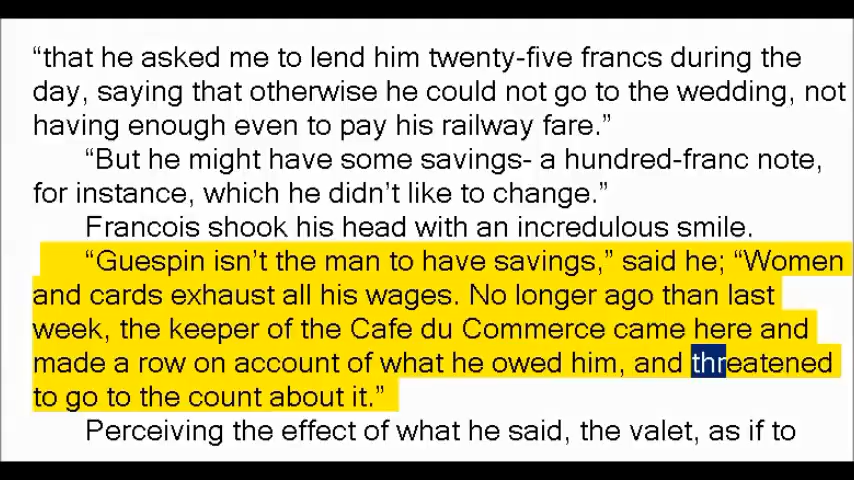 “that he asked me to lend him twenty-five francs during the
day, saying that otherwise he could not go to the wedding, not
having enough even to pay his railway fare.”
“But he might have some savings- a hundred-franc note,
for instance, which he didn’t like to change.”
Francois shook his head with an incredulous smile.
“Guespin isn’t the man to have savings,” said he; “Women
and cards exhaust all his wages. No longer ago than last
week, the keeper of the Cafe du Commerce came here and
made a row on account of what he owed him, and threatened
to go to the count about it.”
Perceiving the effect of what he said, the valet, as if to